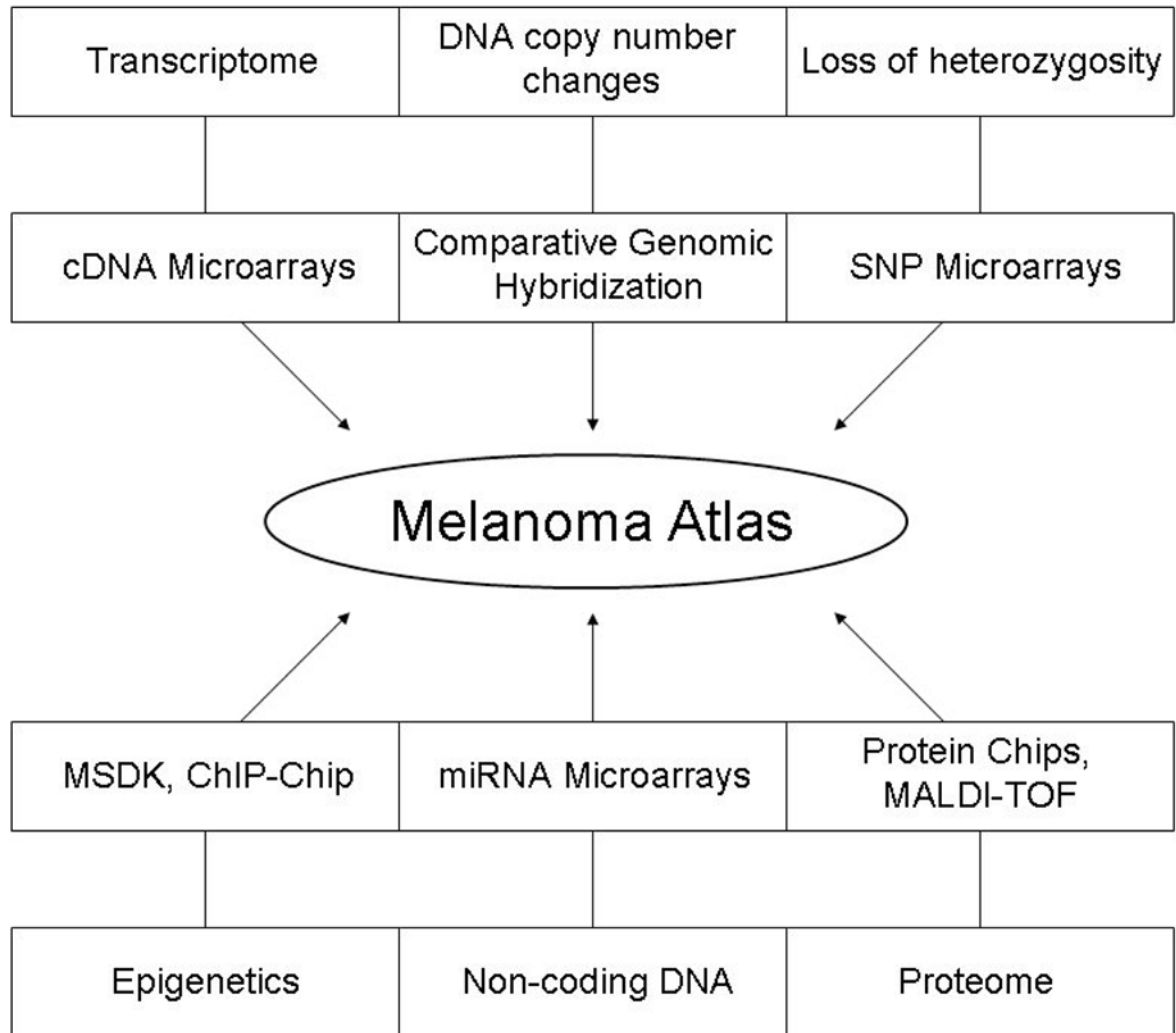 Transcriptome
DNA copy number
changes
Loss of heterozygosity
cDNA Microarrays
Comparative Genomic
Hybridization
SNP Microarrays
Melanoma Atlas
MSDK, ChIP-Chip
miRNA Microarrays
Protein Chips,
MALDI-TOF
Epigenetics
Non-coding DNA
Proteome